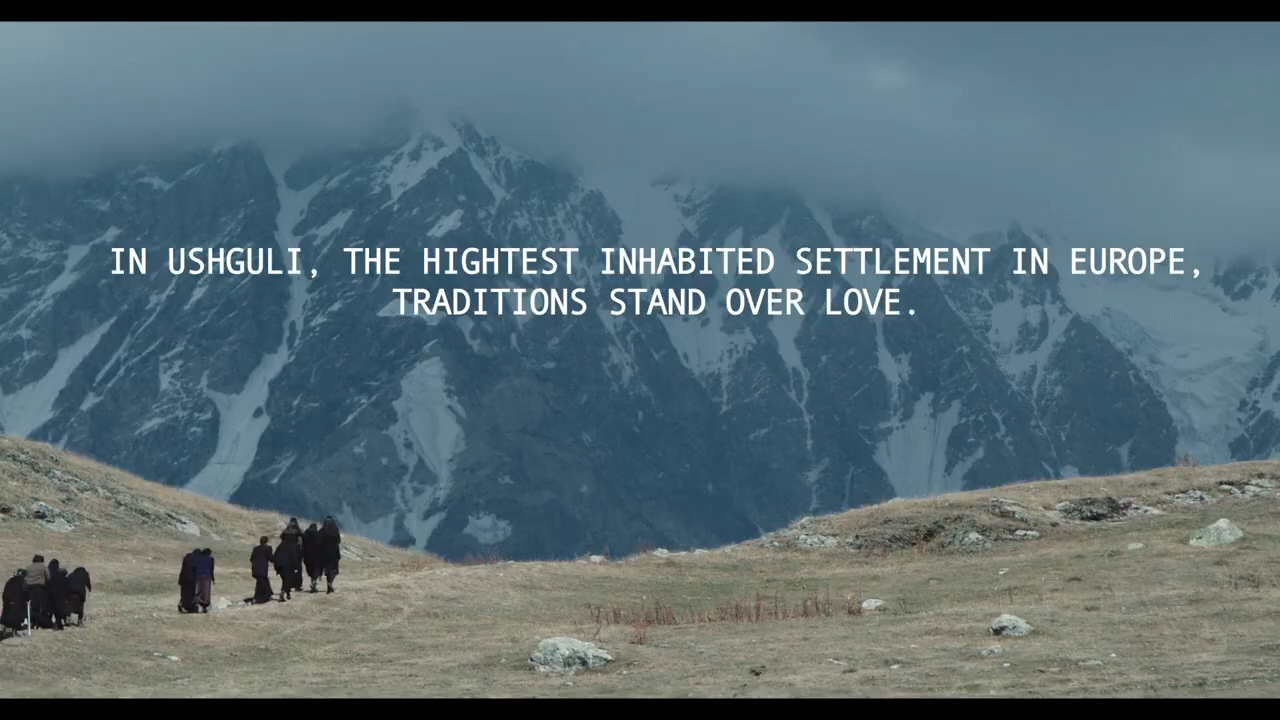 IN USHGULI, THE HIGHTEST INHABITED SETTLEMENT IN EUROPE,
TRADITIONS STAND OVER LOVE.